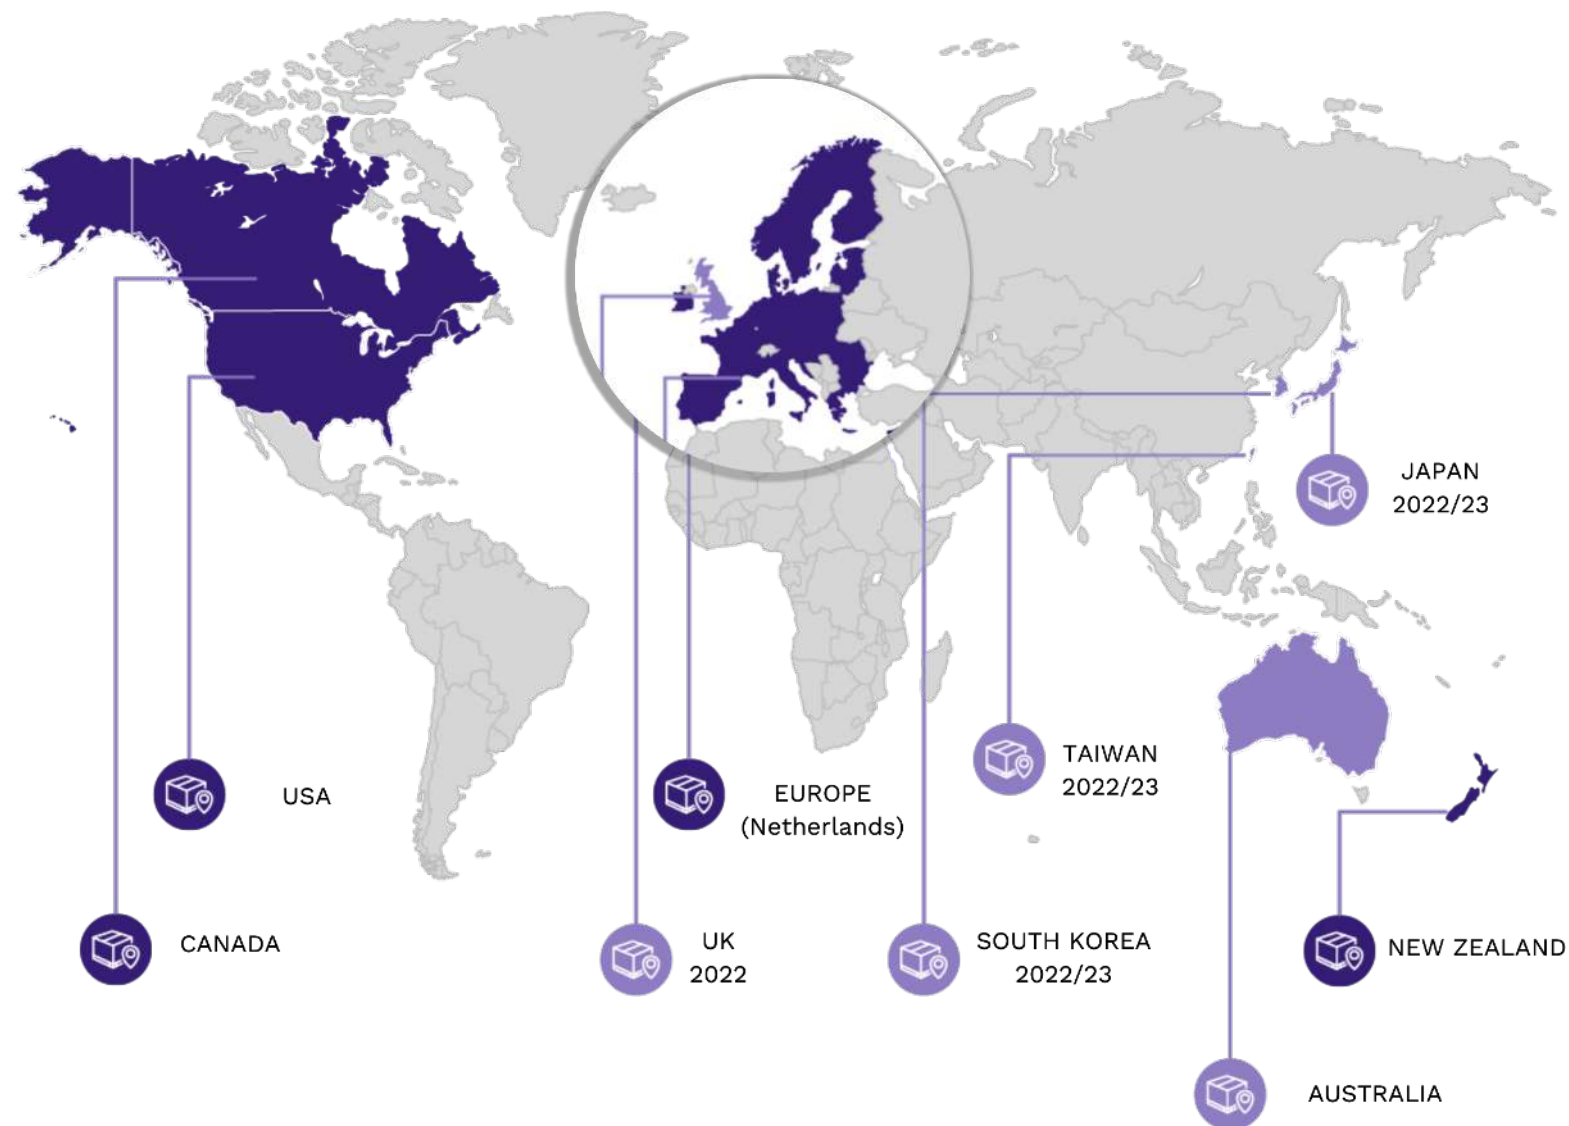 JAPAN
2022/23
TAIWAN
2022/23
USA
EUROPE
(Netherlands)
CANADA
UK
2022
SOUTH KOREA
2022/23
NEW ZEALAND
AUSTRALIA